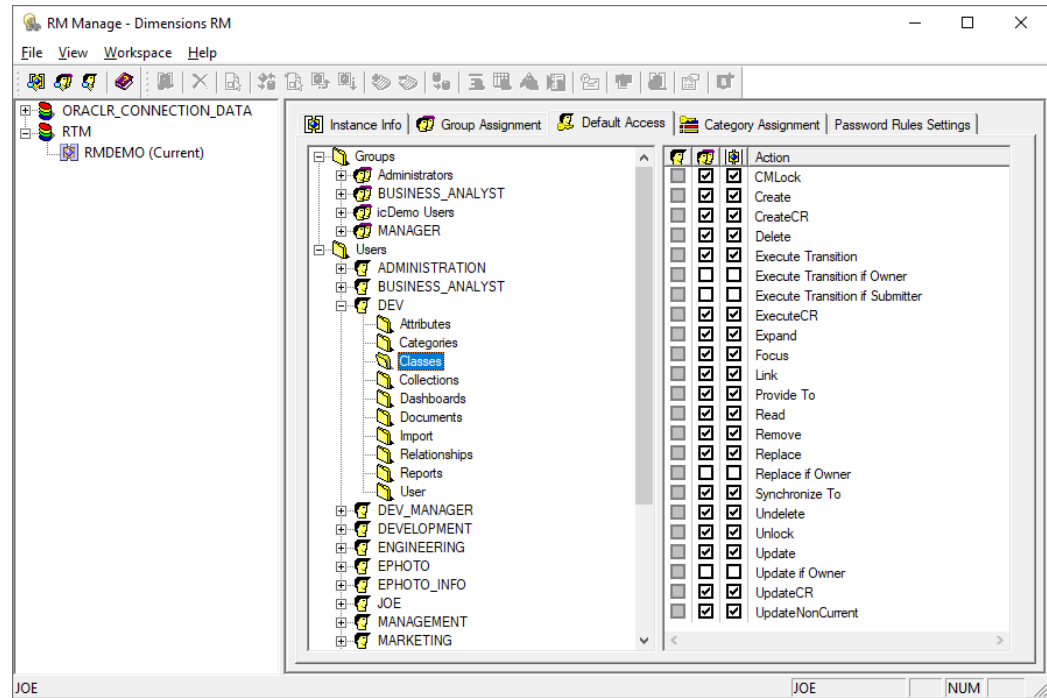 RM Manage - Dimensions RM
File View Workspace Help
ORACLR_CONNECTION_DATA
RTM
RMDEMO (Current)
Instance Info Group Assignment Default Access Category Assignment Password Rules Settings
Groups
Administrators
BUSINESS_ANALYST
icDemo Users
MANAGER
Users
ADMINISTRATION
BUSINESS_ANALYST
DEV
Attributes
Categories
Classes
Collections
Dashboards
Documents
Import
Relationships
Reports
User
DEV_MANAGER
DEVELOPMENT
ENGINEERING
EPHOTO
EPHOTO_INFO
JOE
MANAGEMENT
MARKETING
Action
CMLock
Create
CreateCR
Delete
Execute Transition
Execute Transition if Owner
Execute Transition if Submitter
ExecuteCR
Expand
Focus
Link
Provide To
Read
Remove
Replace
Replace if Owner
Synchronize To
Undelete
Unlock
Update
Update if Owner
UpdateCR
UpdateNonCurrent
JOE JOE NUM